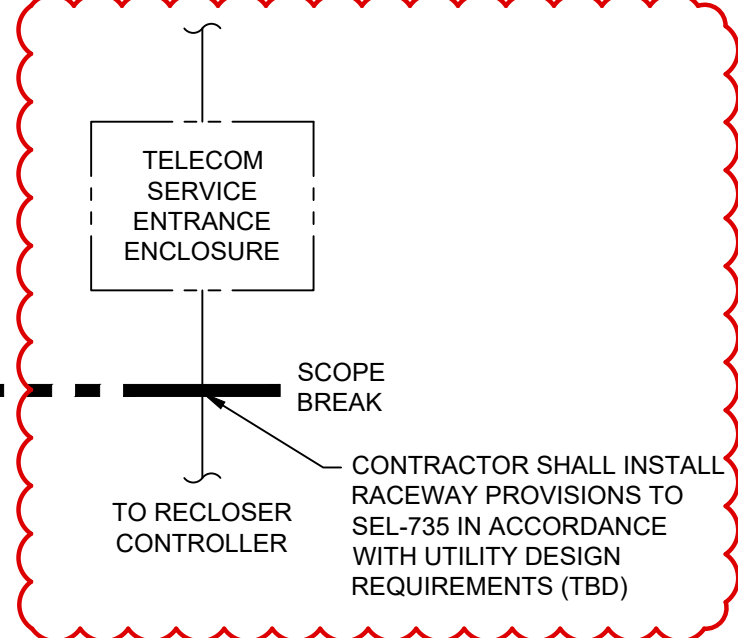 TELECOM
SERVICE
ENTRANCE
ENCLOSURE
SCOPE
BREAK
CONTRACTOR SHALL INSTALL
RACEWAY PROVISIONS TO
SEL-735 IN ACCORDANCE
WITH UTILITY DESIGN
REQUIREMENTS (TBD)
TO RECLOSER
CONTROLLER